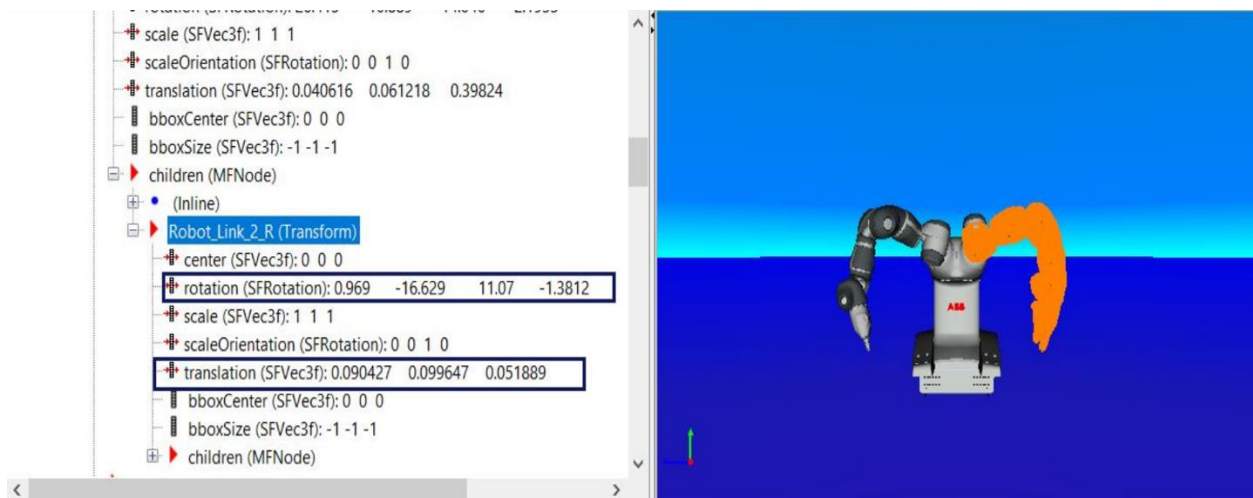 scale (SFVec3f): 1 1 1
scaleOrientation (SFRotation): 0 0 1 0
translation (SFVec3f): 0.040616 0.061218 0.39824
bboxCenter (SFVec3f): 0 0 0
bboxSize (SFVec3f): -1 -1 -1
children (MFNode)
(Inline)
Robot_Link_2_R (Transform)
center (SFVec3f): 0 0 0
rotation (SFRotation): 0.969 -16.629 11.07 -1.3812
scale (SFVec3f): 1 1 1
scaleOrientation (SFRotation): 0 0 1 0
translation (SFVec3f): 0.090427 0.099647 0.051889
bboxCenter (SFVec3f): 0 0 0
bboxSize (SFVec3f): -1 -1 -1
children (MFNode)
ABB